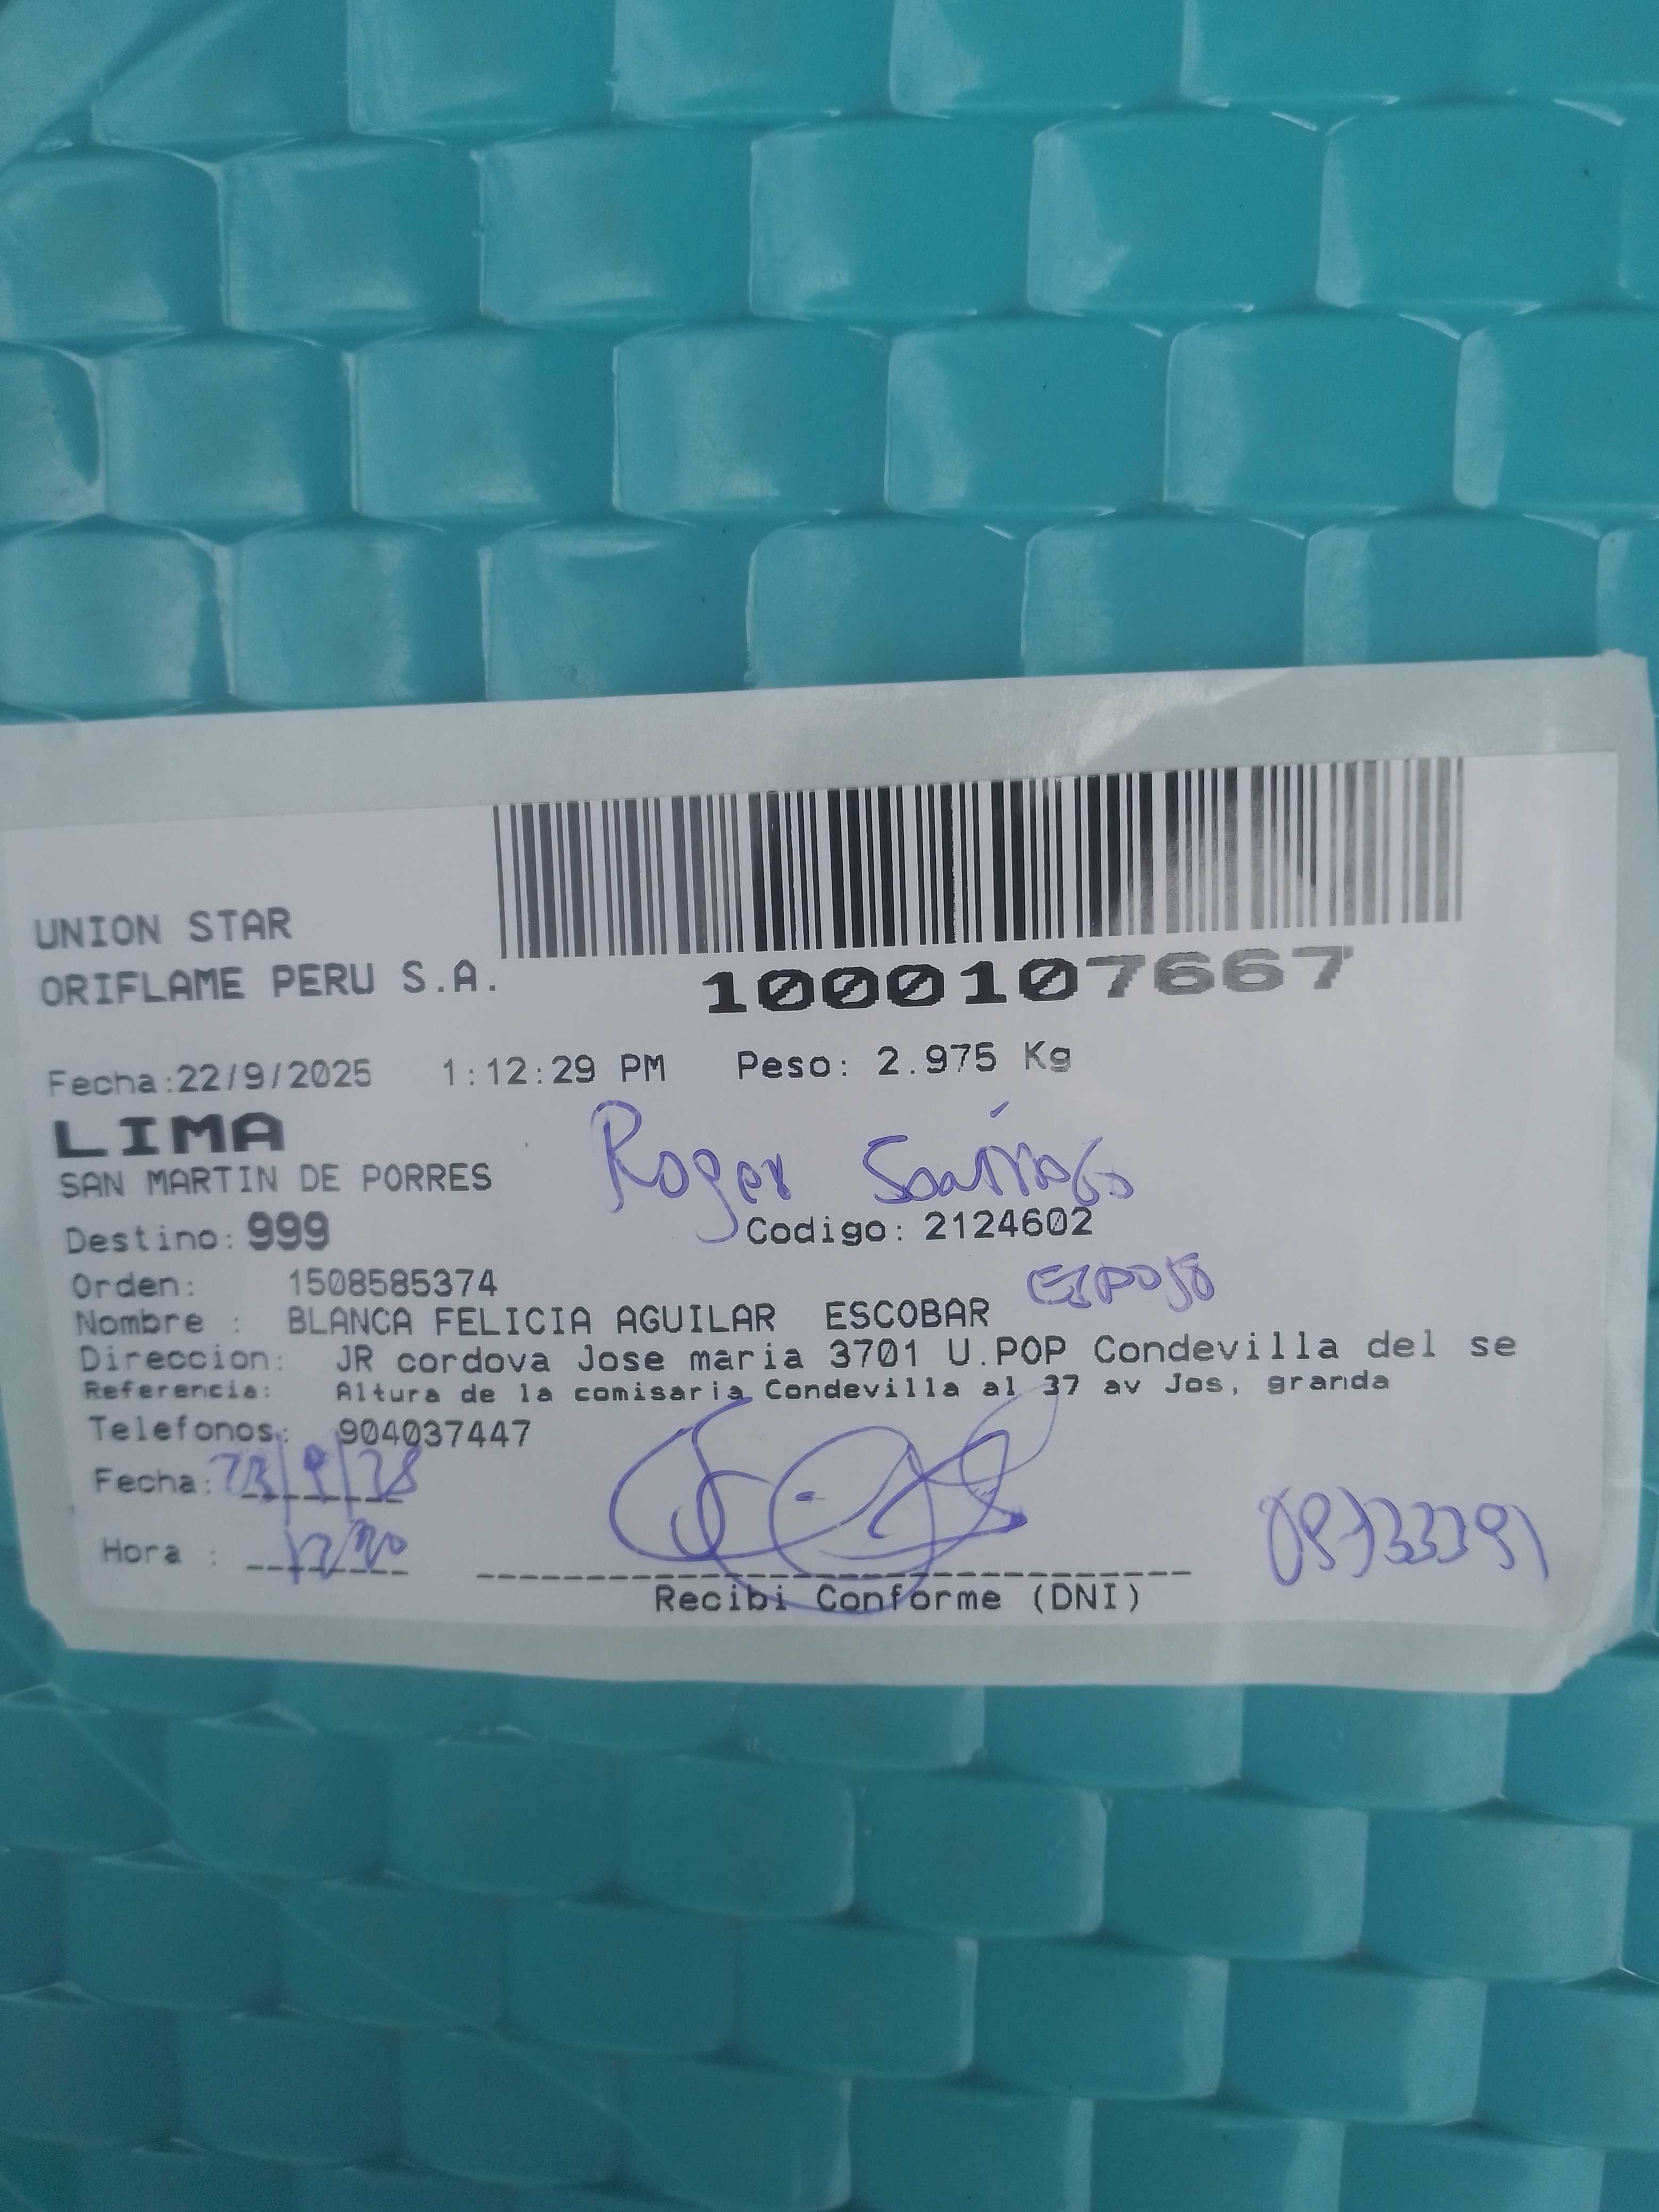 UNION STAR
ORIFLAME PERU S.A.
1000107667
Fecha:22/9/2025 1:12:29 PM Peso: 2.975 Kg
LIMA
SAN MARTIN DE PORRES
Roger
Destino: 999 Codigo: 2124602
Orden: 1508585374
Esposo
Nombre : BLANCA FELICIA AGUILAR ESCOBAR
Direccion: JR cordova Jose maria 3701 U.POP Condevilla del se
Referencia: Altura de la comisaria Condevilla al 37 av Jos, granda
Telefonos: 904037447
Fecha:
Hora :
Recibi Conforme (DNI)